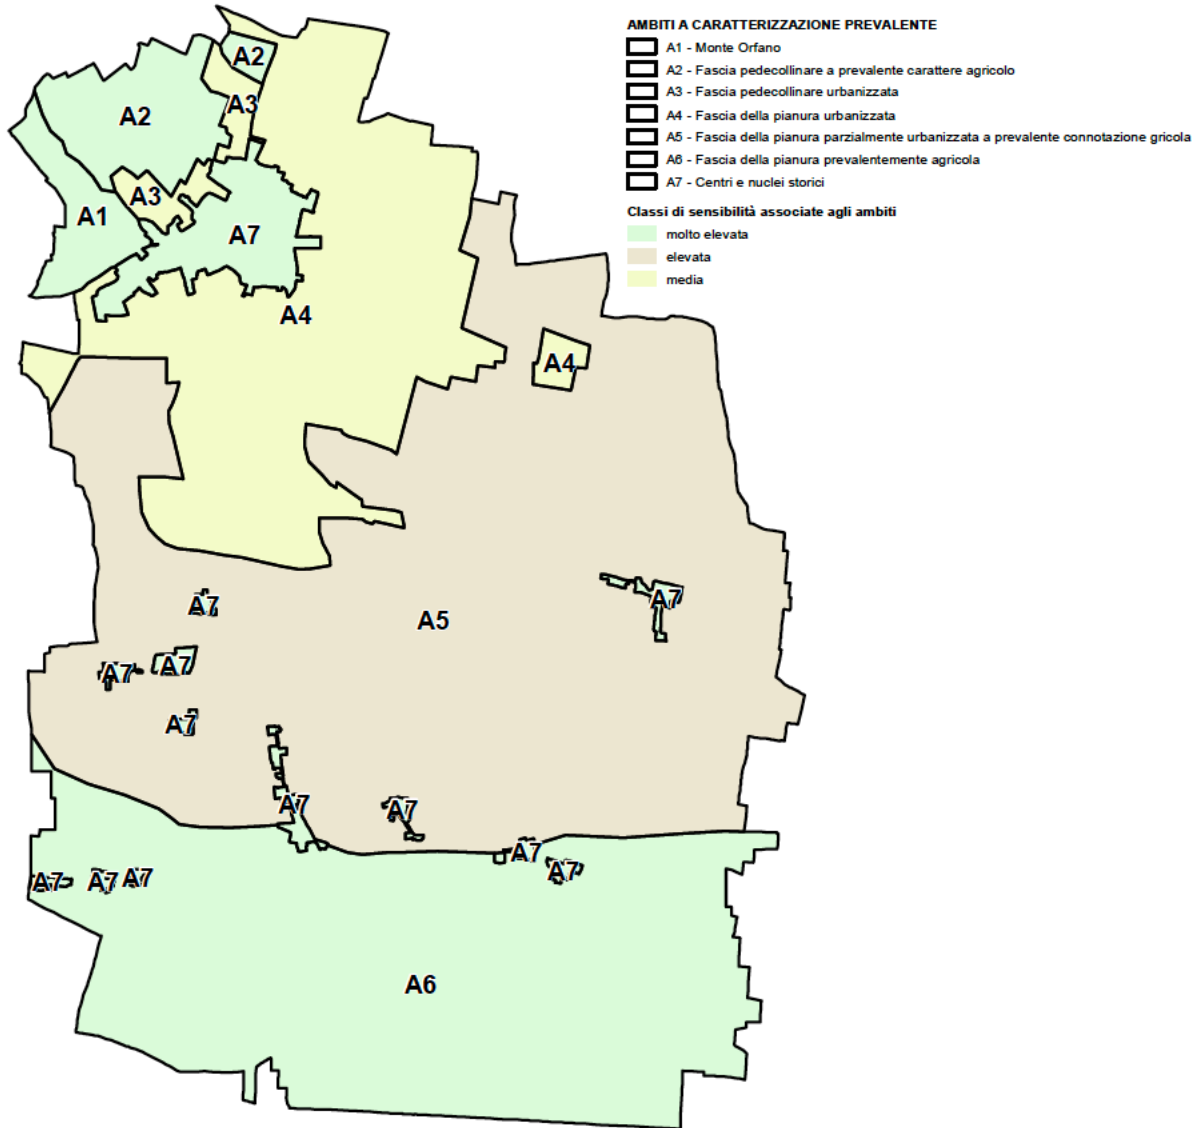 AMBITI A CARATTERIZZAZIONE PREVALENTE
A1 - Monte Orfano
A2 - Fascia pedecollinare a prevalente carattere agricolo
A3 - Fascia pedecollinare urbanizzata
A4 - Fascia della pianura urbanizzata
A5 - Fascia della pianura parzialmente urbanizzata a prevalente connotazione gricola
A6 - Fascia della pianura prevalentemente agricola
A7 - Centri e nuclei storici
Classi di sensibilità associate agli ambiti
molto elevata
elevata
media
A2
A3
A2
A3
A1
A7
A4
A4
A7
A7
A5
A7
A7
A7
A7
A7
A7
A7
A7
A7
A7
A6